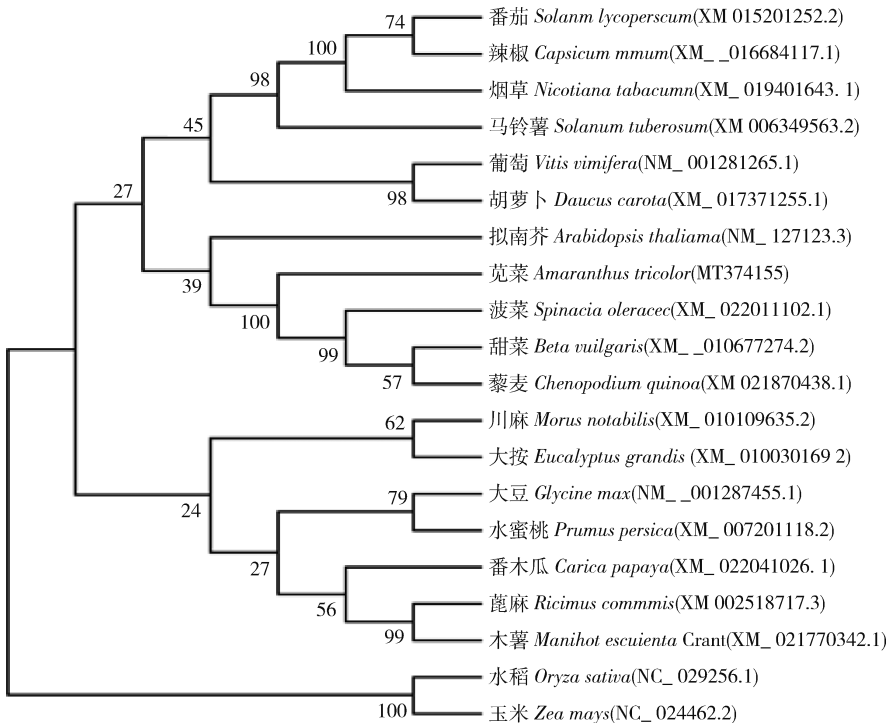 74
番茄 Solanm lycoperscum(XM 015201252.2)
100
辣椒 Capsicum mmum(XM_ _016684117.1)
98
烟草 Nicotiana tabacumn(XM_ 019401643. 1)
45
马铃薯 Solanum tuberosum(XM 006349563.2)
葡萄 Vitis vimifera(NM_ 001281265.1)
27
98
胡萝卜 Daucus carota(XM_ 017371255.1)
拟南芥 Arabidopsis thaliama(NM_ 127123.3)
39
苋菜 Amaranthus tricolor(MT374155)
100
菠菜 Spinacia oleracec(XM_ 022011102.1)
99
甜菜 Beta vuilgaris(XM_ _010677274.2)
57
藜麦 Chenopodium quinoa(XM 021870438.1)
62
川麻 Morus notabilis(XM_ 010109635.2)
大按 Eucalyptus grandis (XM_ 010030169 2)
79
大豆 Glycine max(NM_ _001287455.1)
24
水蜜桃 Prumus persica(XM_ 007201118.2)
27
番木瓜 Carica papaya(XM_ 022041026. 1)
56
蓖麻 Ricimus commmis(XM 002518717.3)
99
木薯 Manihot escuienta Crant(XM_ 021770342.1)
水稻 Oryza sativa(NC_ 029256.1)
100
玉米 Zea mays(NC_ 024462.2)